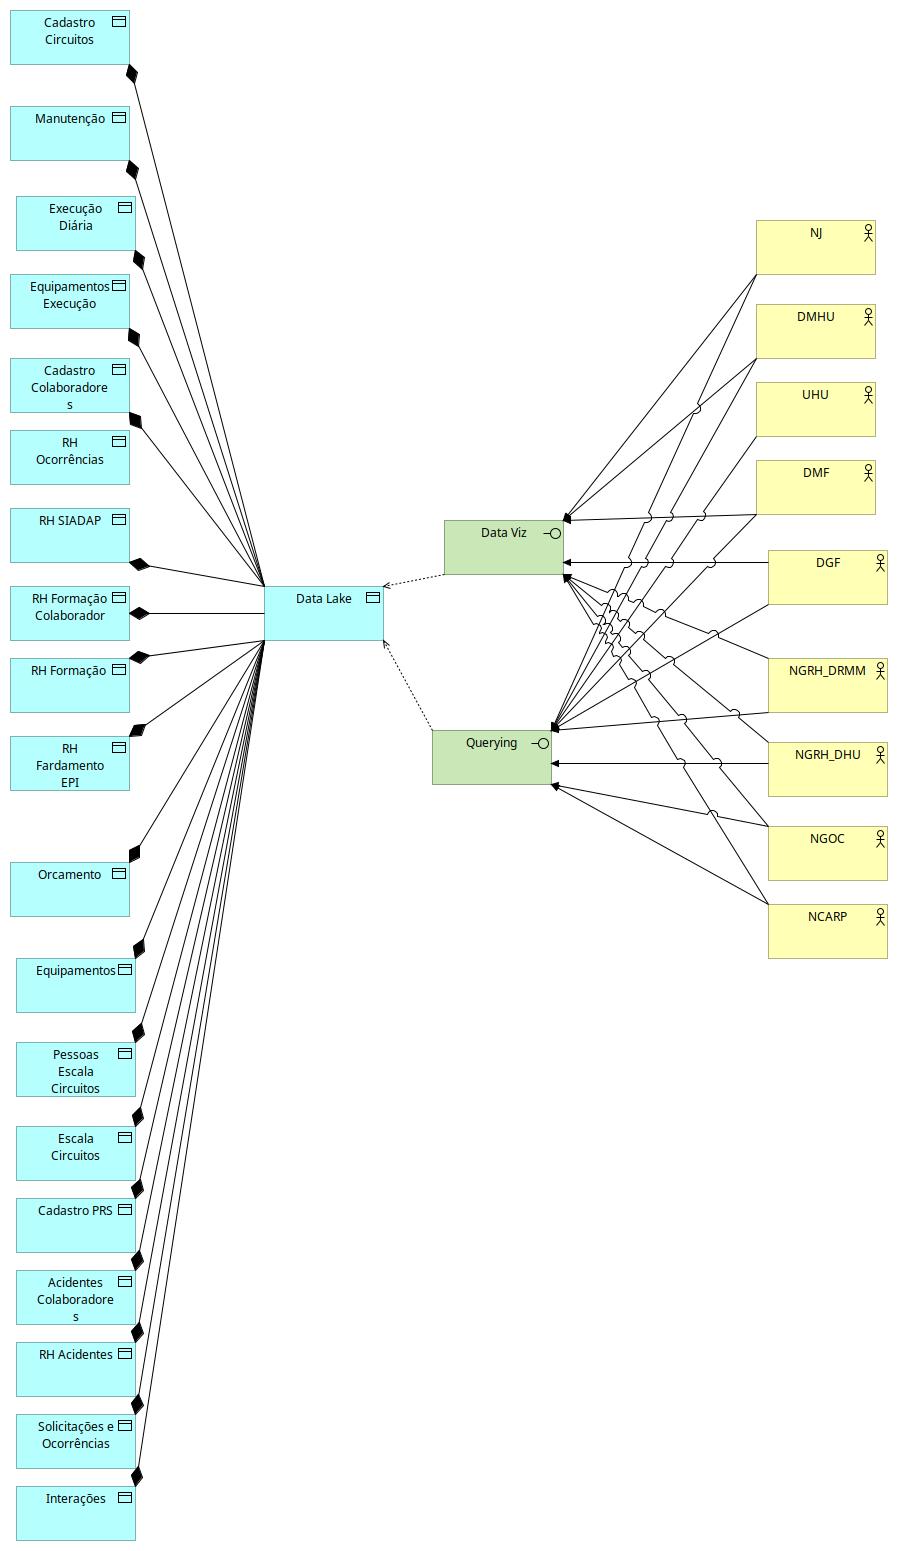 Cadastro
Circuitos
Manutenção
Execução
Diária
Equipamentos
Execução
Cadastro
Colaboradore
s
RH
Ocorrências
RH SIADAP
RH Formação
Colaborador
RH Formação
RH
Fardamento
EPI
Orcamento
Equipamentos
Pessoas
Escala
Circuitos
Escala
Circuitos
Cadastro PRS
Acidentes
Colaboradore
s
RH Acidentes
Solicitações e
Ocorrências
Interações
Data Lake
Data Viz
Querying
NJ
DMHU
UHU
DMF
DGF
NGRH_DRMM
NGRH_DHU
NGOC
NCARP